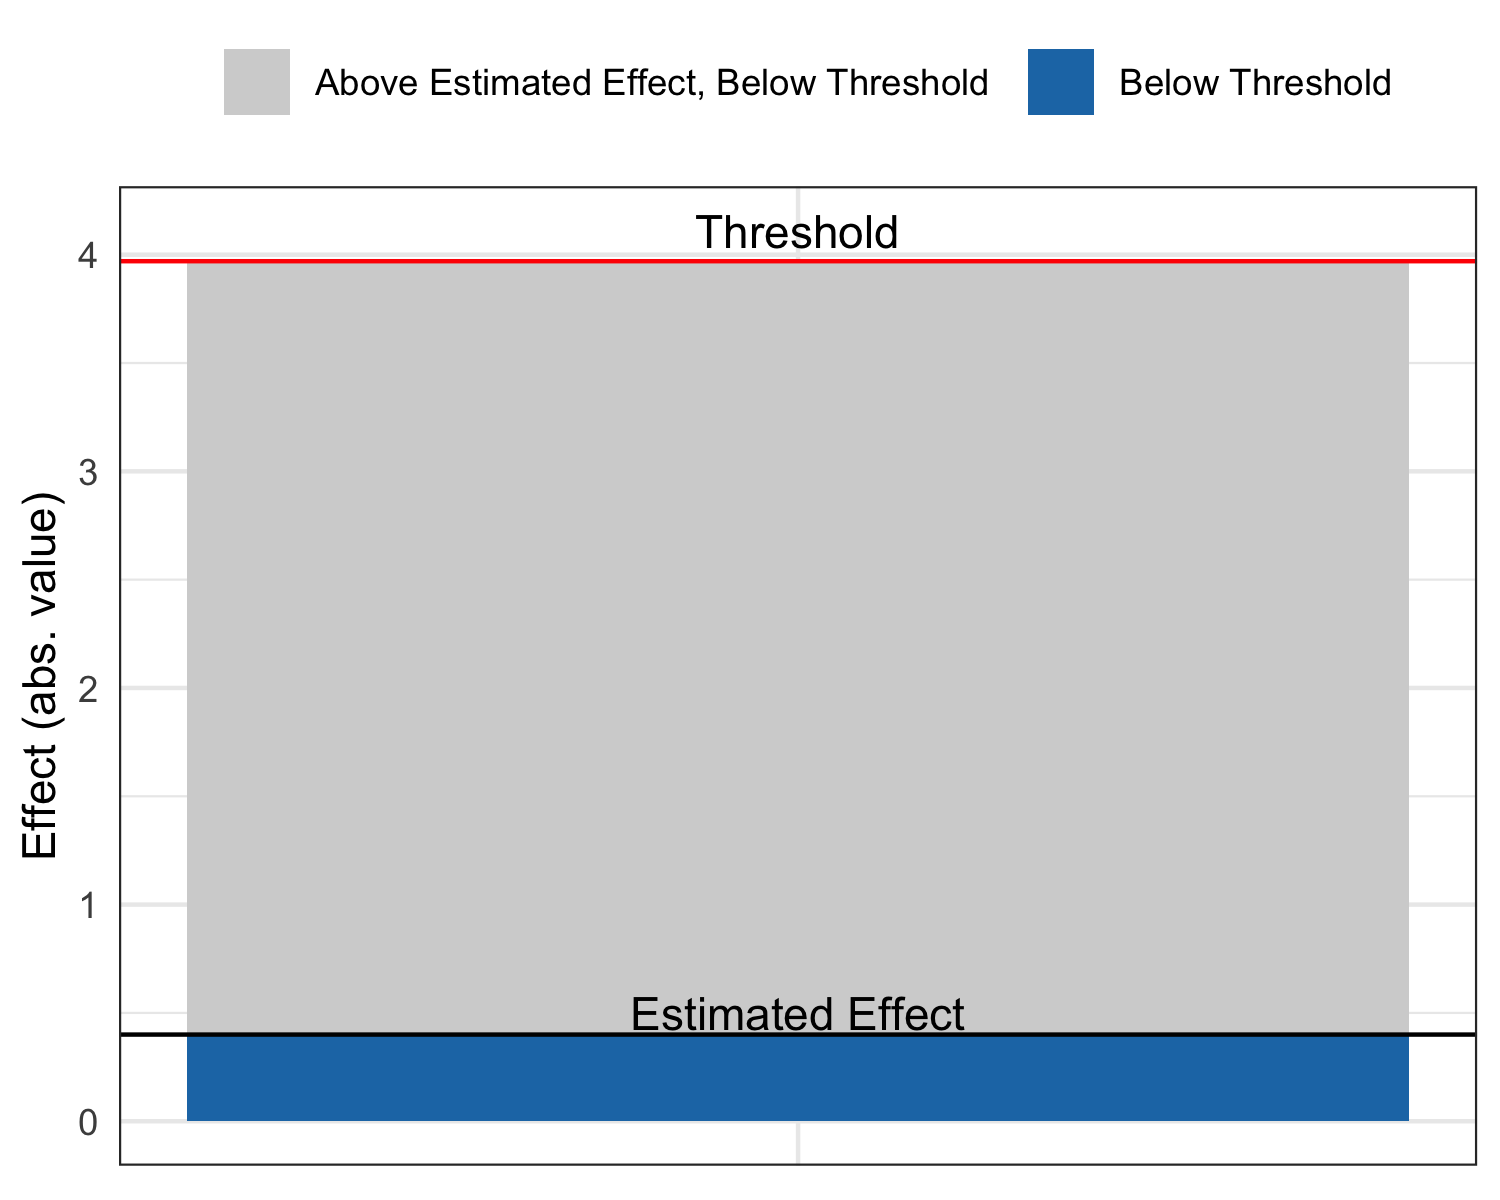 Above Estimated Effect, Below Threshold
Below Threshold
Threshold
4
3
2
1
0
Effect (abs. value)
Estimated Effect